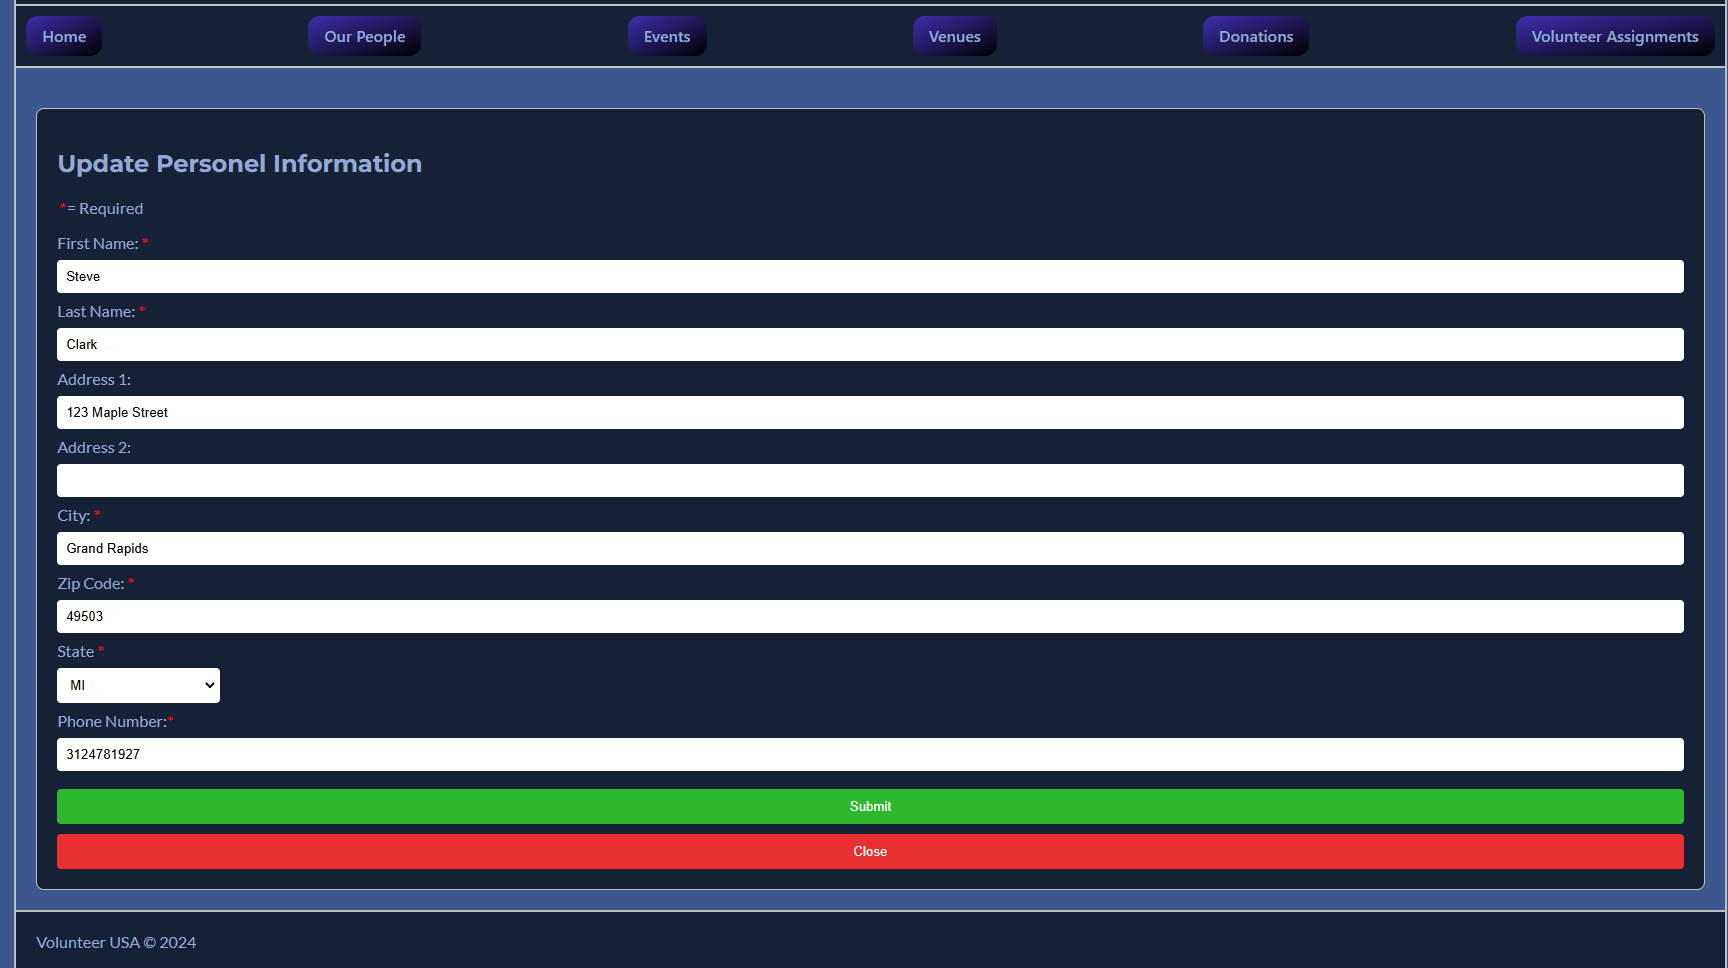 Home Our People Events Venues Donations Volunteer Assignments
Update Personel Information
*= Required
First Name: *
Steve
Last Name: *
Clark
Address 1:
123 Maple Street
Address 2:
City: *
Grand Rapids
Zip Code: *
49503
State *
MI
Phone Number:*
3124781927
Submit
Close
Volunteer USA © 2024